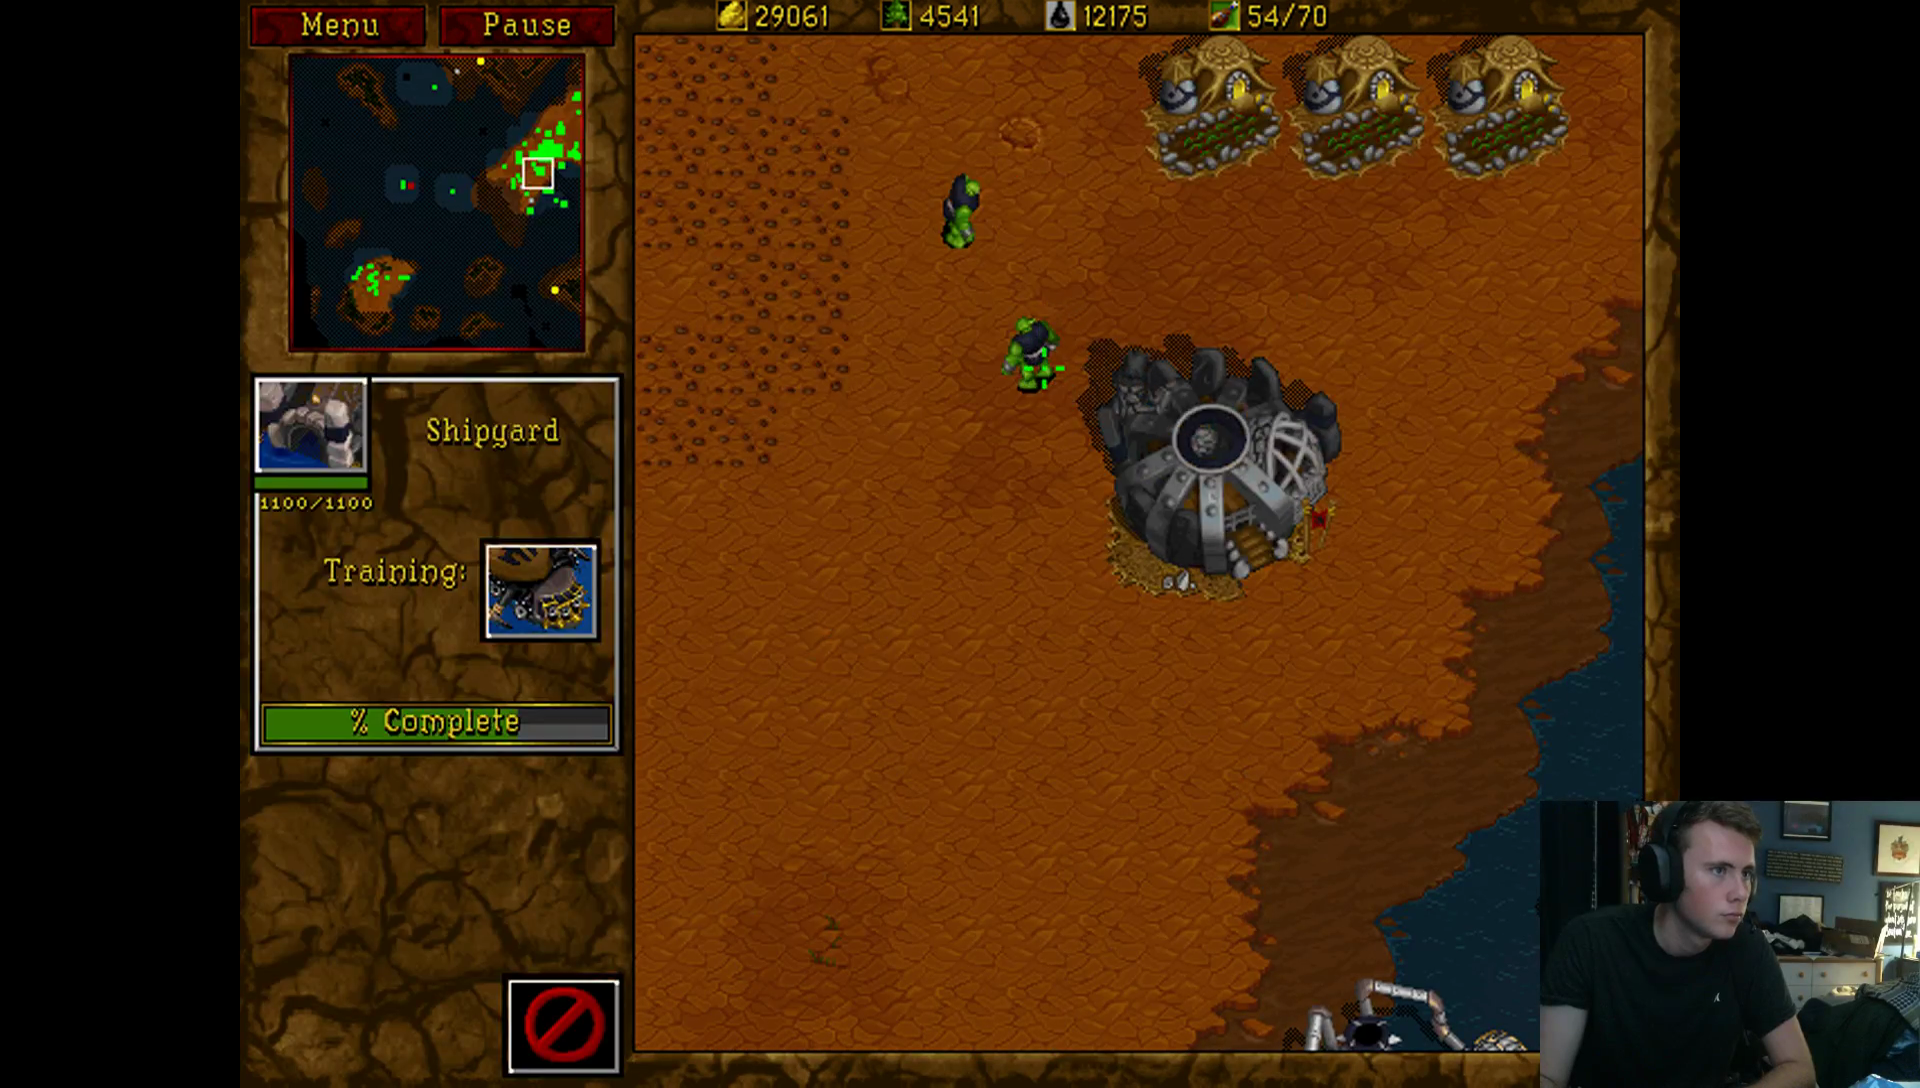 Menu
Pause
29061
4541
12175
54/70
Shipyard
1100/1100
Training:
% Complete